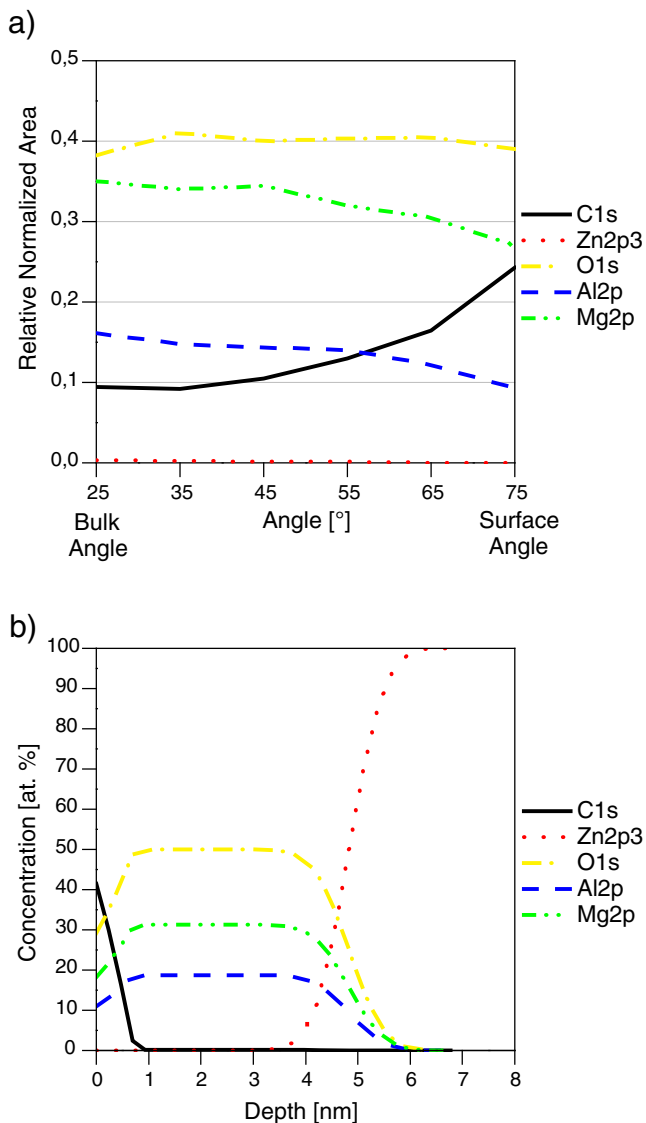 a)
Relative Normalized Area
0,5
0,4
0,3
0,2
0,1
0,0
25 35 45 55 65 75
Bulk Angle
Angle [°]
Surface Angle
C1s
Zn2p3
O1s
Al2p
Mg2p
b)
Concentration [at. %]
100
90
80
70
60
50
40
30
20
10
0
0 1 2 3 4 5 6 7 8
Depth [nm]
C1s
Zn2p3
O1s
Al2p
Mg2p